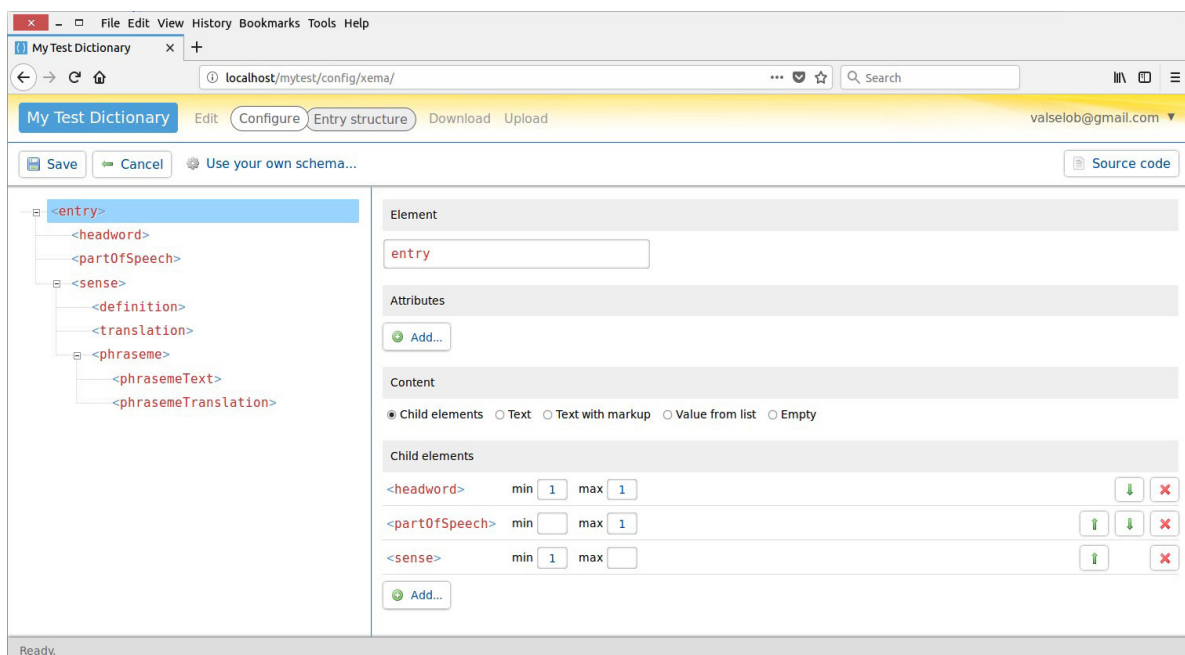 File Edit View History Bookmarks Tools Help
My Test Dictionary
localhost/mytest/config/xema/
Search
My Test Dictionary Edit Configure Entry structure Download Upload valselob@gmail.com
Save Cancel Use your own schema... Source code
<entry>
<headword>
<partOfSpeech>
<sense>
<definition>
<translation>
<phraseme>
<phrasemeText>
<phrasemeTranslation>
Element
entry
Attributes
Add...
Content
Child elements Text Text with markup Value from list Empty
Child elements
<headword> min 1 max 1
<partOfSpeech> min max 1
<sense> min 1 max
Add...
Ready.